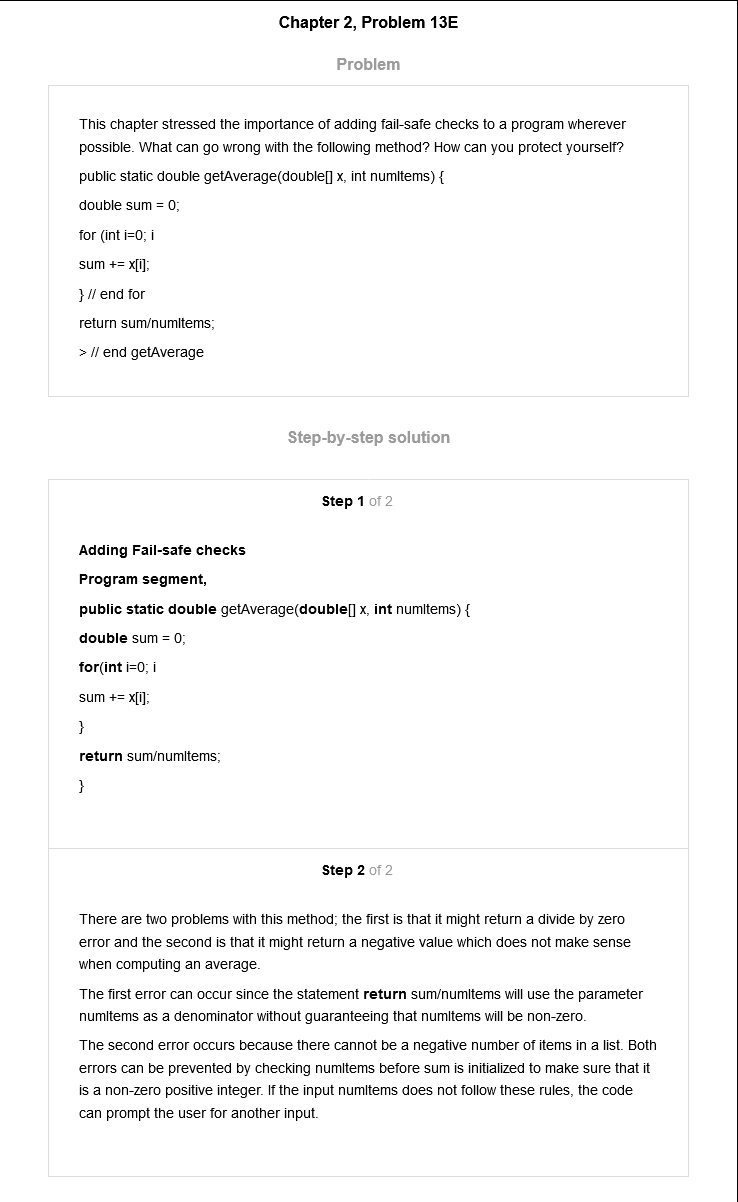 Chapter 2, Problem 13E
Problem
This chapter stressed the importance of adding fail-safe checks to a program wherever
possible. What can go wrong with the following method? How can you protect yourself?
public static double getAverage(double[] x, int numItems) {
double sum = 0;
for (int i=0; i
sum += x[i];
} // end for
return sum/numItems;
> // end getAverage
Step-by-step solution
Step 1 of 2
Adding Fail-safe checks
Program segment,
public static double getAverage(double[] x, int numItems) {
double sum = 0;
for(int i=0; i
sum += x[i];
}
return sum/numItems;
}
Step 2 of 2
There are two problems with this method; the first is that it might return a divide by zero
error and the second is that it might return a negative value which does not make sense
when computing an average.
The first error can occur since the statement return sum/numItems will use the parameter
numItems as a denominator without guaranteeing that numItems will be non-zero.
The second error occurs because there cannot be a negative number of items in a list. Both
errors can be prevented by checking numItems before sum is initialized to make sure that it
is a non-zero positive integer. If the input numItems does not follow these rules, the code
can prompt the user for another input.